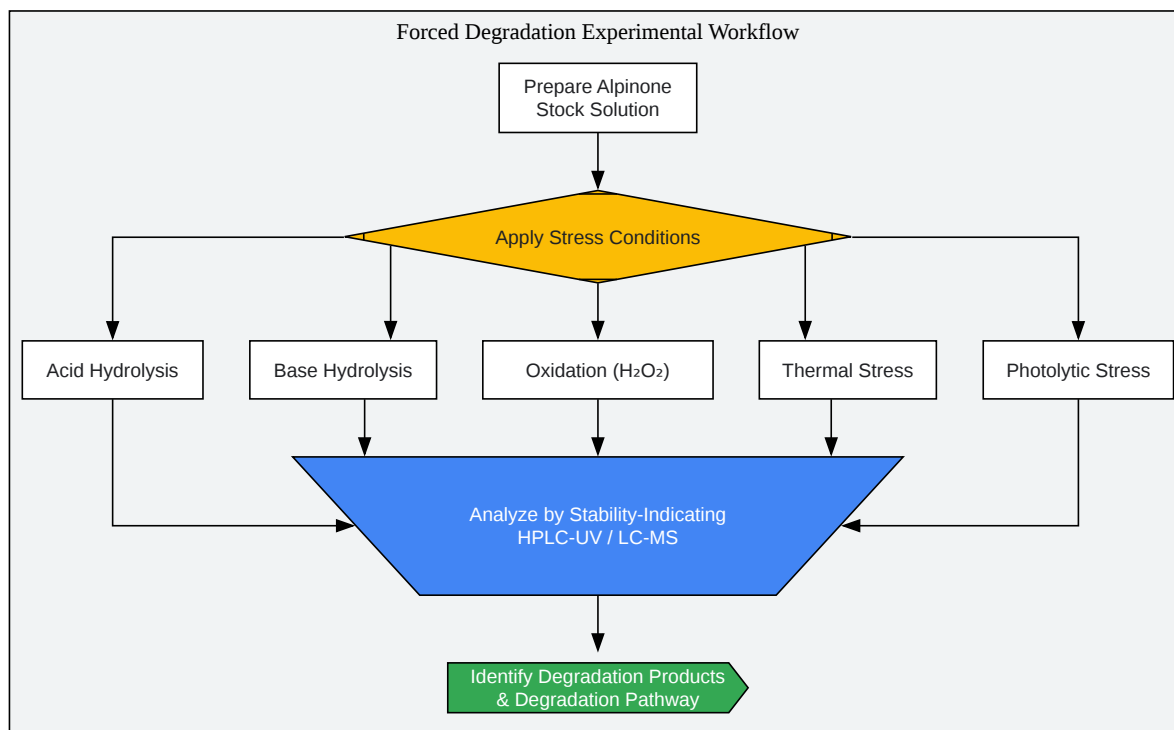 Forced Degradation Experimental Workflow
Prepare Alpinone
Stock Solution
Apply Stress Conditions
Acid Hydrolysis
Base Hydrolysis
Oxidation (H₂O₂)
Thermal Stress
Photolytic Stress
Analyze by Stability-Indicating
HPLC-UV / LC-MS
Identify Degradation Products
& Degradation Pathway